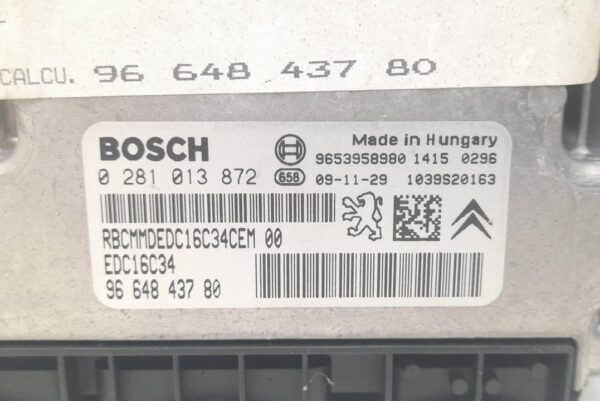 CALCU. 96 648 437 80
BOSCH
Made in Hungary
9653958980 1415 0296
0 281 013 872 658 09-11-29 1039S20163
RBCMMDEDC16C34CEM 00
EDC16C34
96 648 437 80